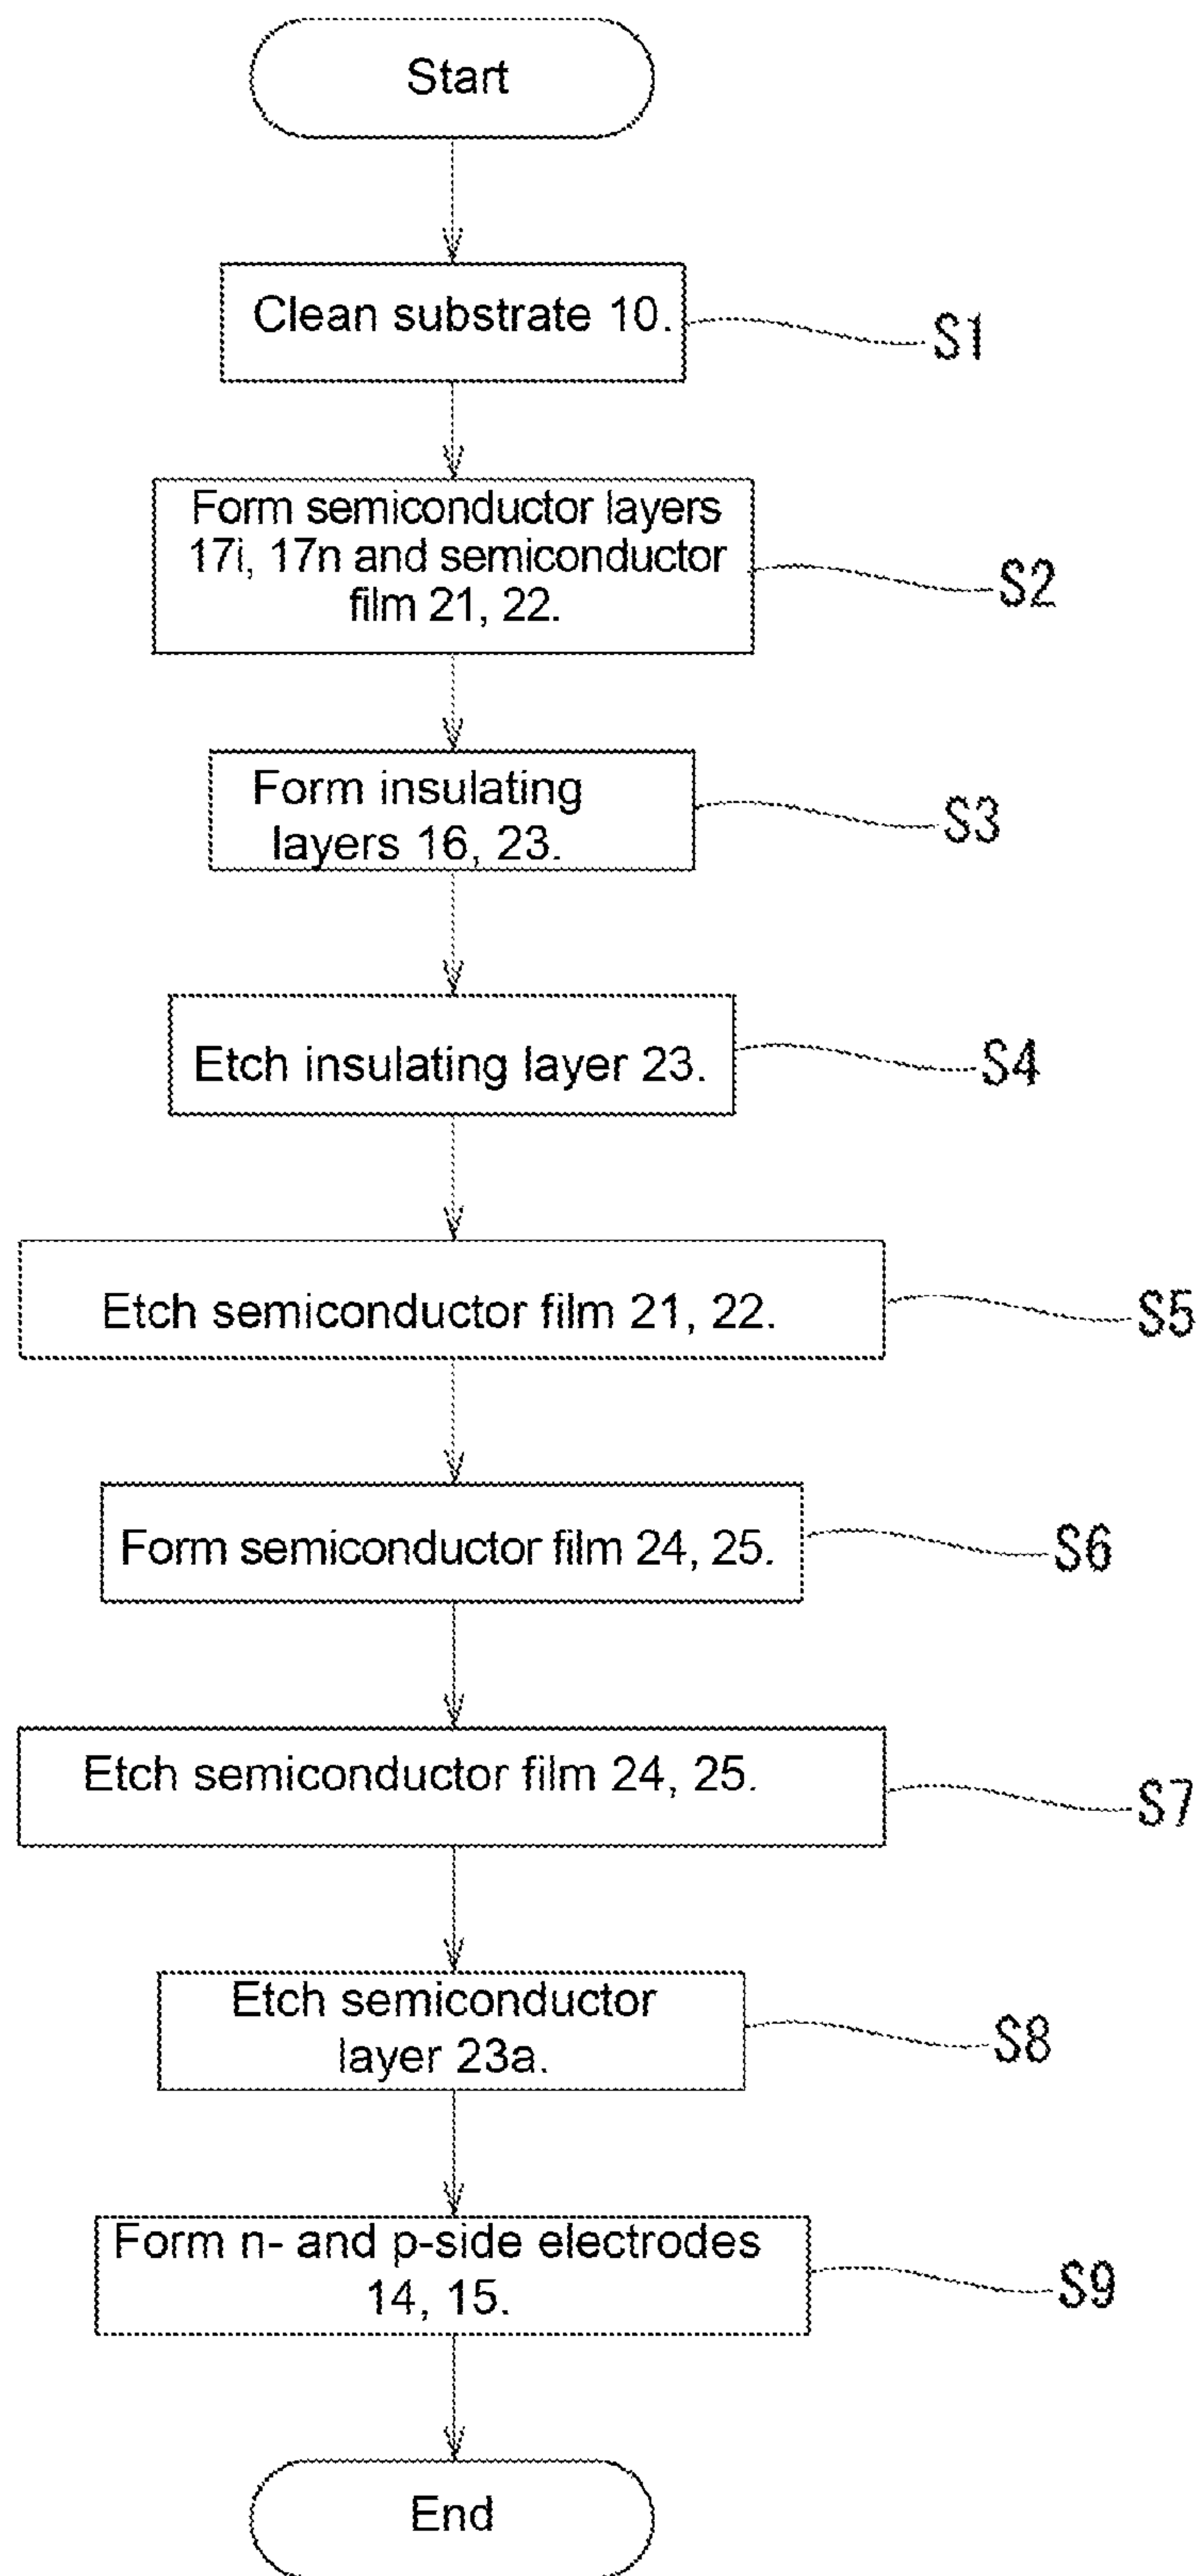 Start
Clean substrate 10.
S1
Form semiconductor layers
17i, 17n and semiconductor
film 21, 22.
S2
Form insulating
layers 16, 23.
S3
Etch insulating layer 23.
S4
Etch semiconductor film 21, 22.
S5
Form semiconductor film 24, 25.
S6
Etch semiconductor film 24, 25.
S7
Etch semiconductor
layer 23a.
S8
Form n- and p-side electrodes
14, 15.
S9
End